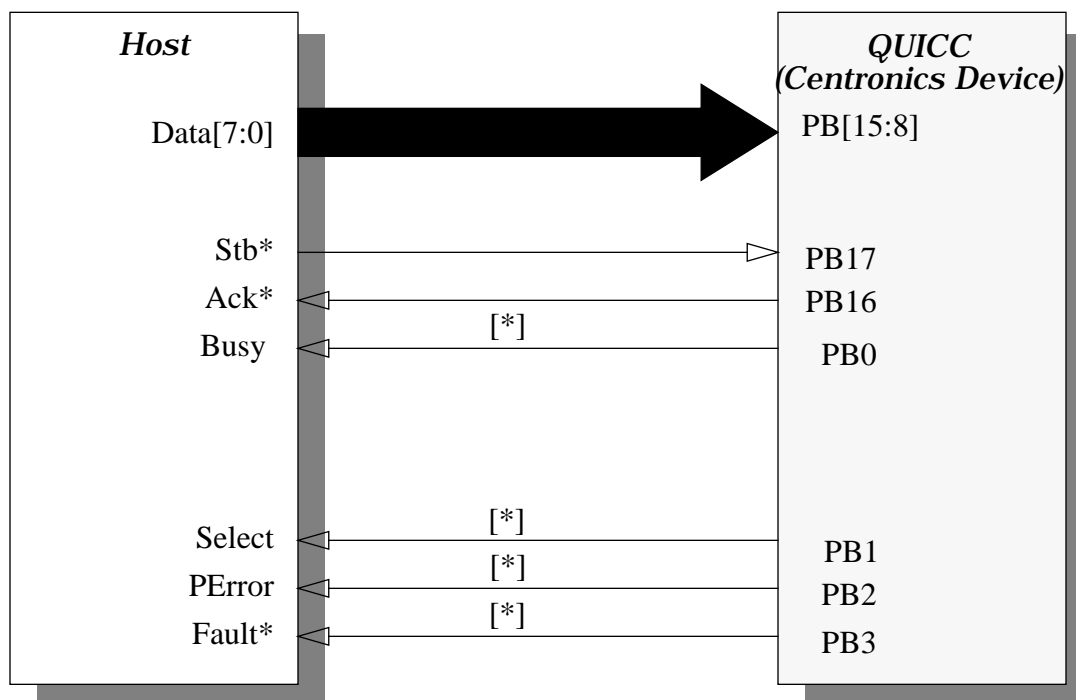 Host
QUICC
(Centronics Device)
Data[7:0]
PB[15:8]
Stb*
PB17
Ack*
PB16
[*]
Busy
PB0
[*]
Select
PB1
[*]
PError
PB2
[*]
Fault*
PB3